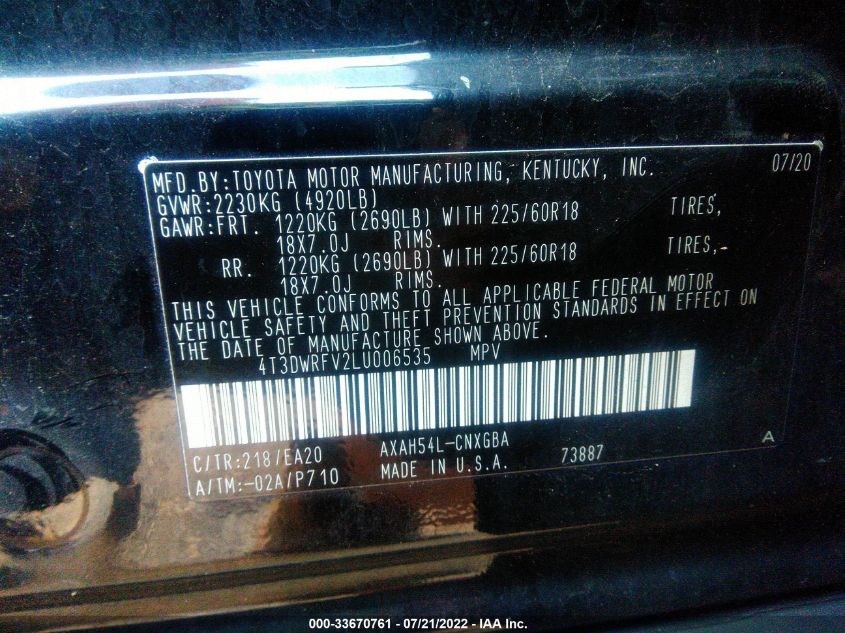 07/20
MFD.BY:TOYOTA MOTOR MANUFACTURING, KENTUCKY, INC.
GVWR:2230KG (4920LB)
GAWR:FRT. 1220KG (2690LB) WITH 225/60R18 TIRES,
18X7.0J RIMS.
RR. 1220KG (2690LB) WITH 225/60R18 TIRES,
18X7.0J RIMS.
THIS VEHICLE CONFORMS TO ALL APPLICABLE FEDERAL MOTOR
VEHICLE SAFETY AND THEFT PREVENTION STANDARDS IN EFFECT ON
THE DATE OF MANUFACTURE SHOWN ABOVE.
4T3DWRFV2LU006535 MPV
C/TR:218/EA20 AXAH54L-CNXGBA A
A/TM:-02A/P710 MADE IN U.S.A. 73887
000-33670761 - 07/21/2022 - IAA Inc.